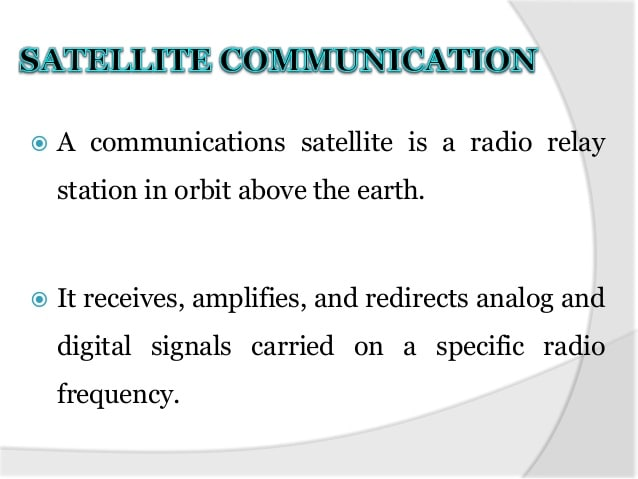 SATELLITE COMMUNICATION
A communications satellite is a radio relay
station in orbit above the earth.
It receives, amplifies, and redirects analog and
digital signals carried on a specific radio
frequency.